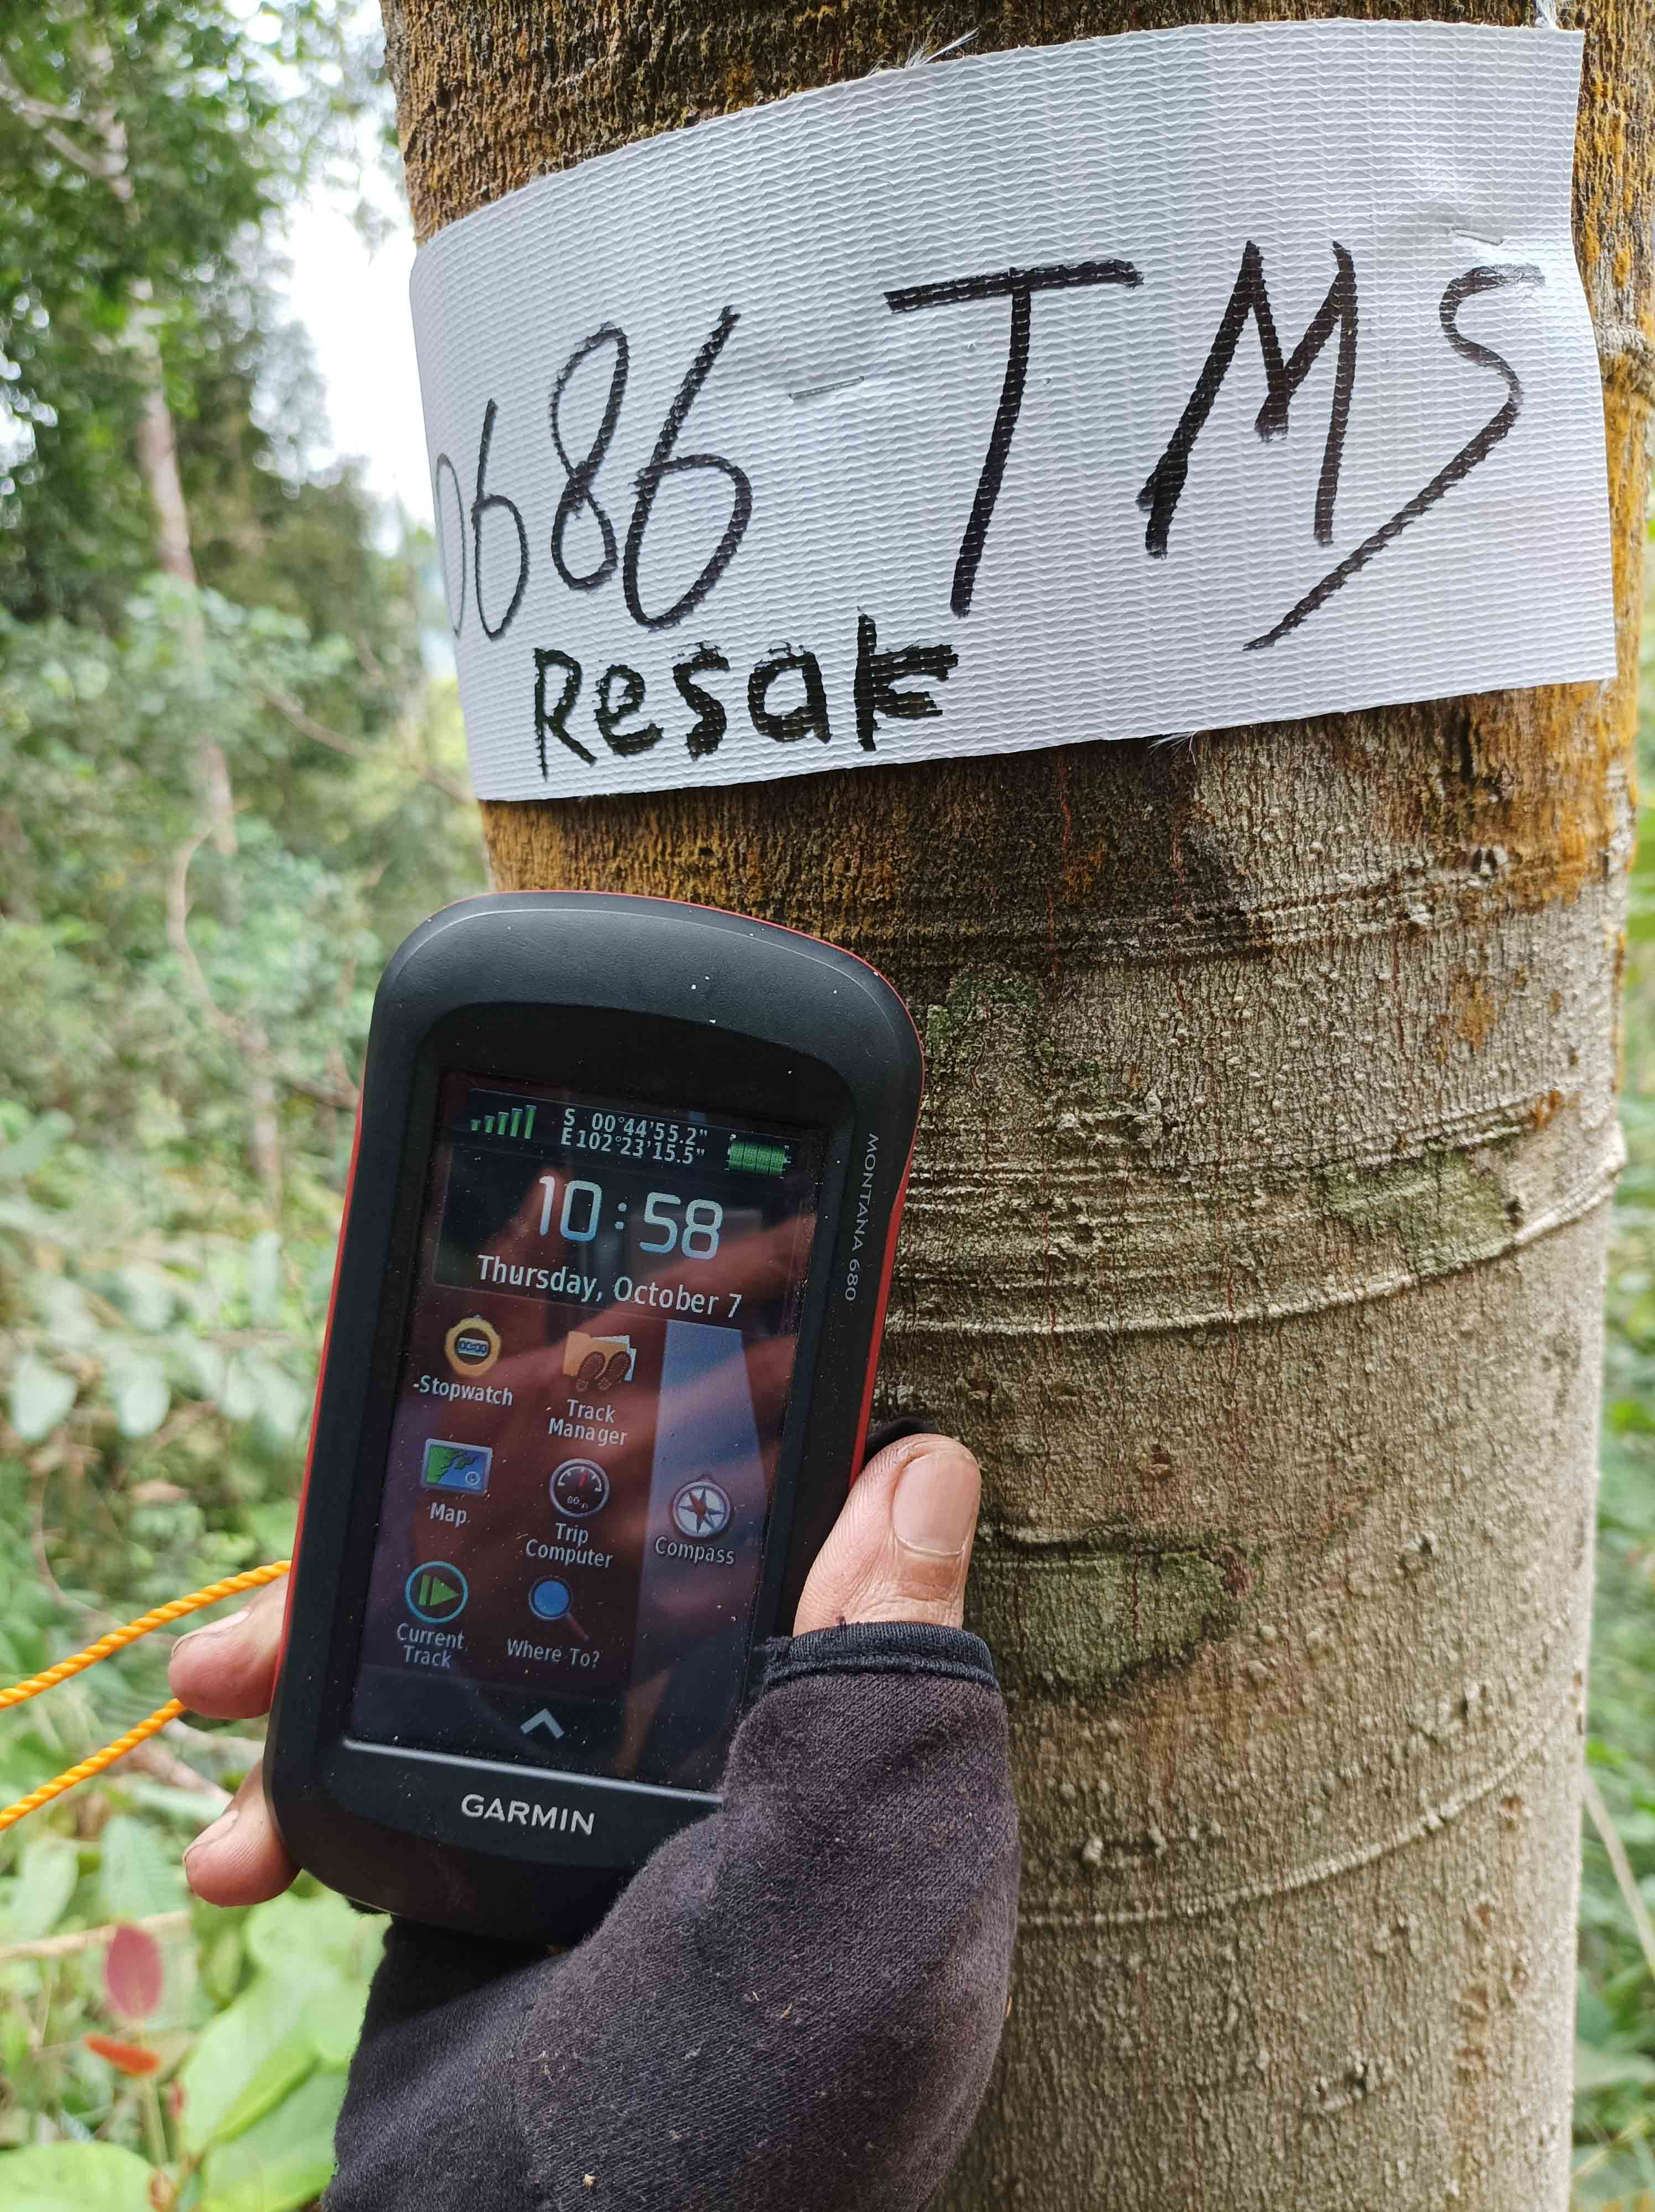 0686 TMS
Resak
S 00°44'55.2"
E102°23'15.5"
10:58
Thursday, October 7
Stopwatch
Track Manager
Map
Trip Computer
Compass
Current Track
Where To?
GARMIN
MONTANA 680